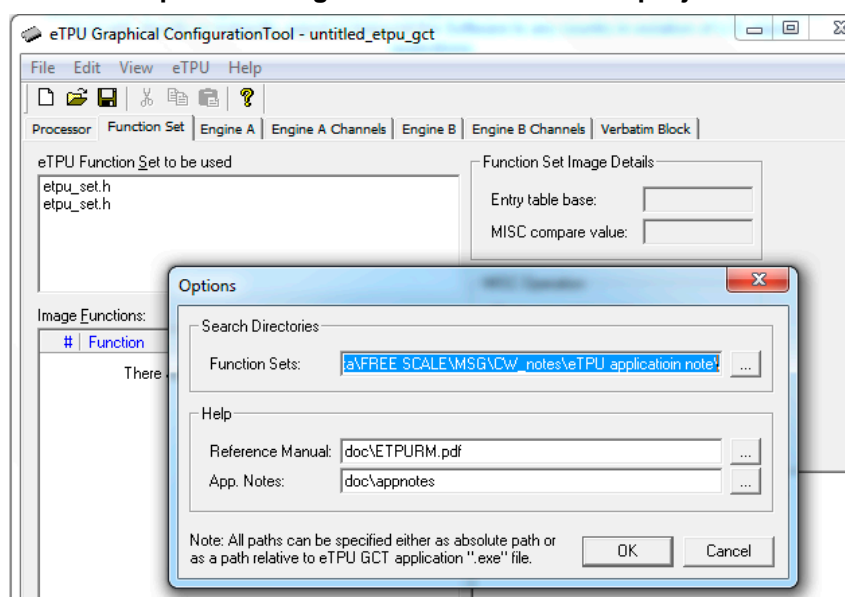 eTPU Graphical ConfigurationTool - untitled_etpu_gct
File Edit View eTPU Help
Processor Function Set Engine A Engine A Channels Engine B Engine B Channels Verbatim Block
eTPU Function Set to be used
etpu_set.h
etpu_set.h
Function Set Image Details
Entry table base:
MISC compare value:
Options
Search Directories
Function Sets: :a\FREE SCALE\MSG\CW_notes\eTPU applicatioin note\ ...
Image Functions:
# Function
There
Help
Reference Manual: doc\ETPURM.pdf ...
App. Notes: doc\appnotes ...
Note: All paths can be specified either as absolute path or
as a path relative to eTPU GCT application ".exe" file.
OK Cancel